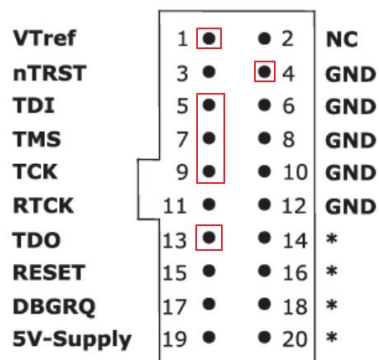 VTref 1 2 NC
nTRST 3 4 GND
TDI 5 6 GND
TMS 7 8 GND
TCK 9 10 GND
RTCK 11 12 GND
TDO 13 14 *
RESET 15 16 *
DBGRQ 17 18 *
5V-Supply 19 20 *